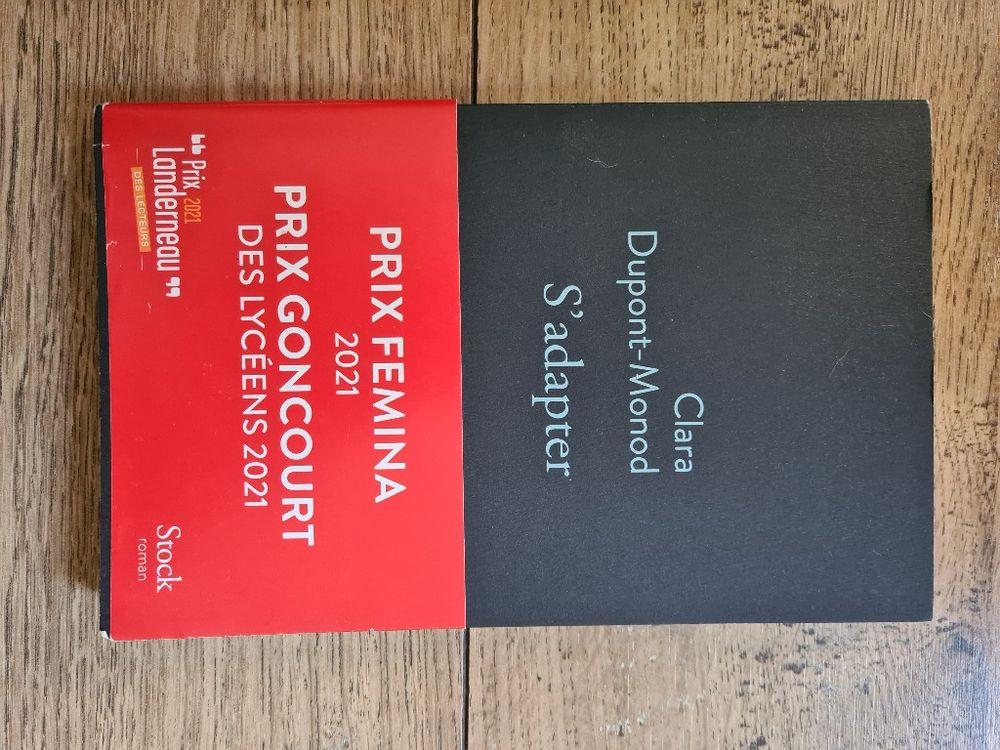 Clara
Dupont-Monod
S'adapter
PRIX FEMINA
2021
PRIX GONCOURT
DES LYCÉENS 2021
❝ Prix 2021
Landerneau ❞
DES LECTEURS
Stock
roman